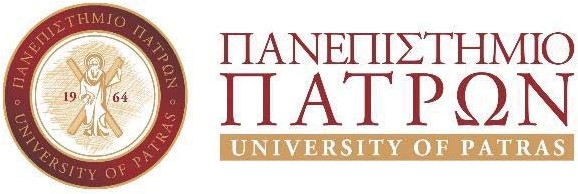 ΠΑΝΕΠΙΣΤΗΜΙΟ ΠΑΤΡΩΝ
19 64
UNIVERSITY OF PATRAS
ΠΑΝΕΠΙΣΤΗΜΙΟ
ΠΑΤΡΩΝ
UNIVERSITY OF PATRAS